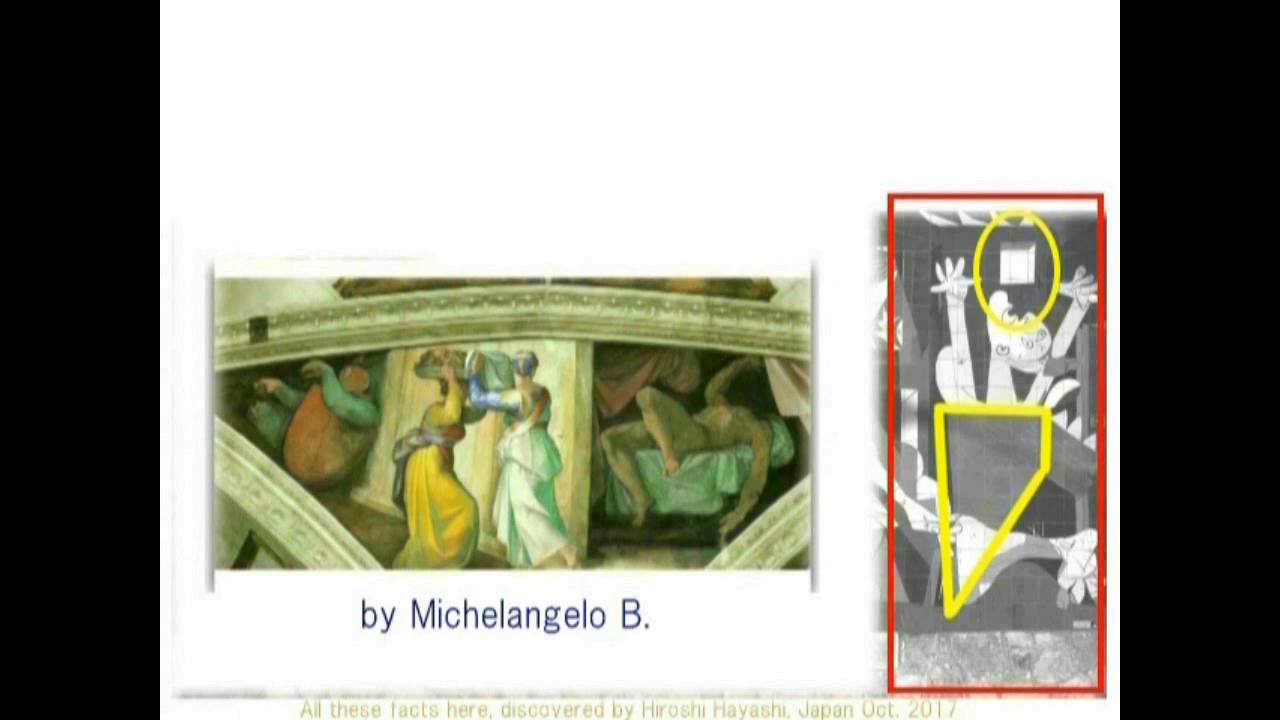 by Michelangelo B.
All these facts here, discovered by Hiroshi Hayashi, Japan Oct. 2017